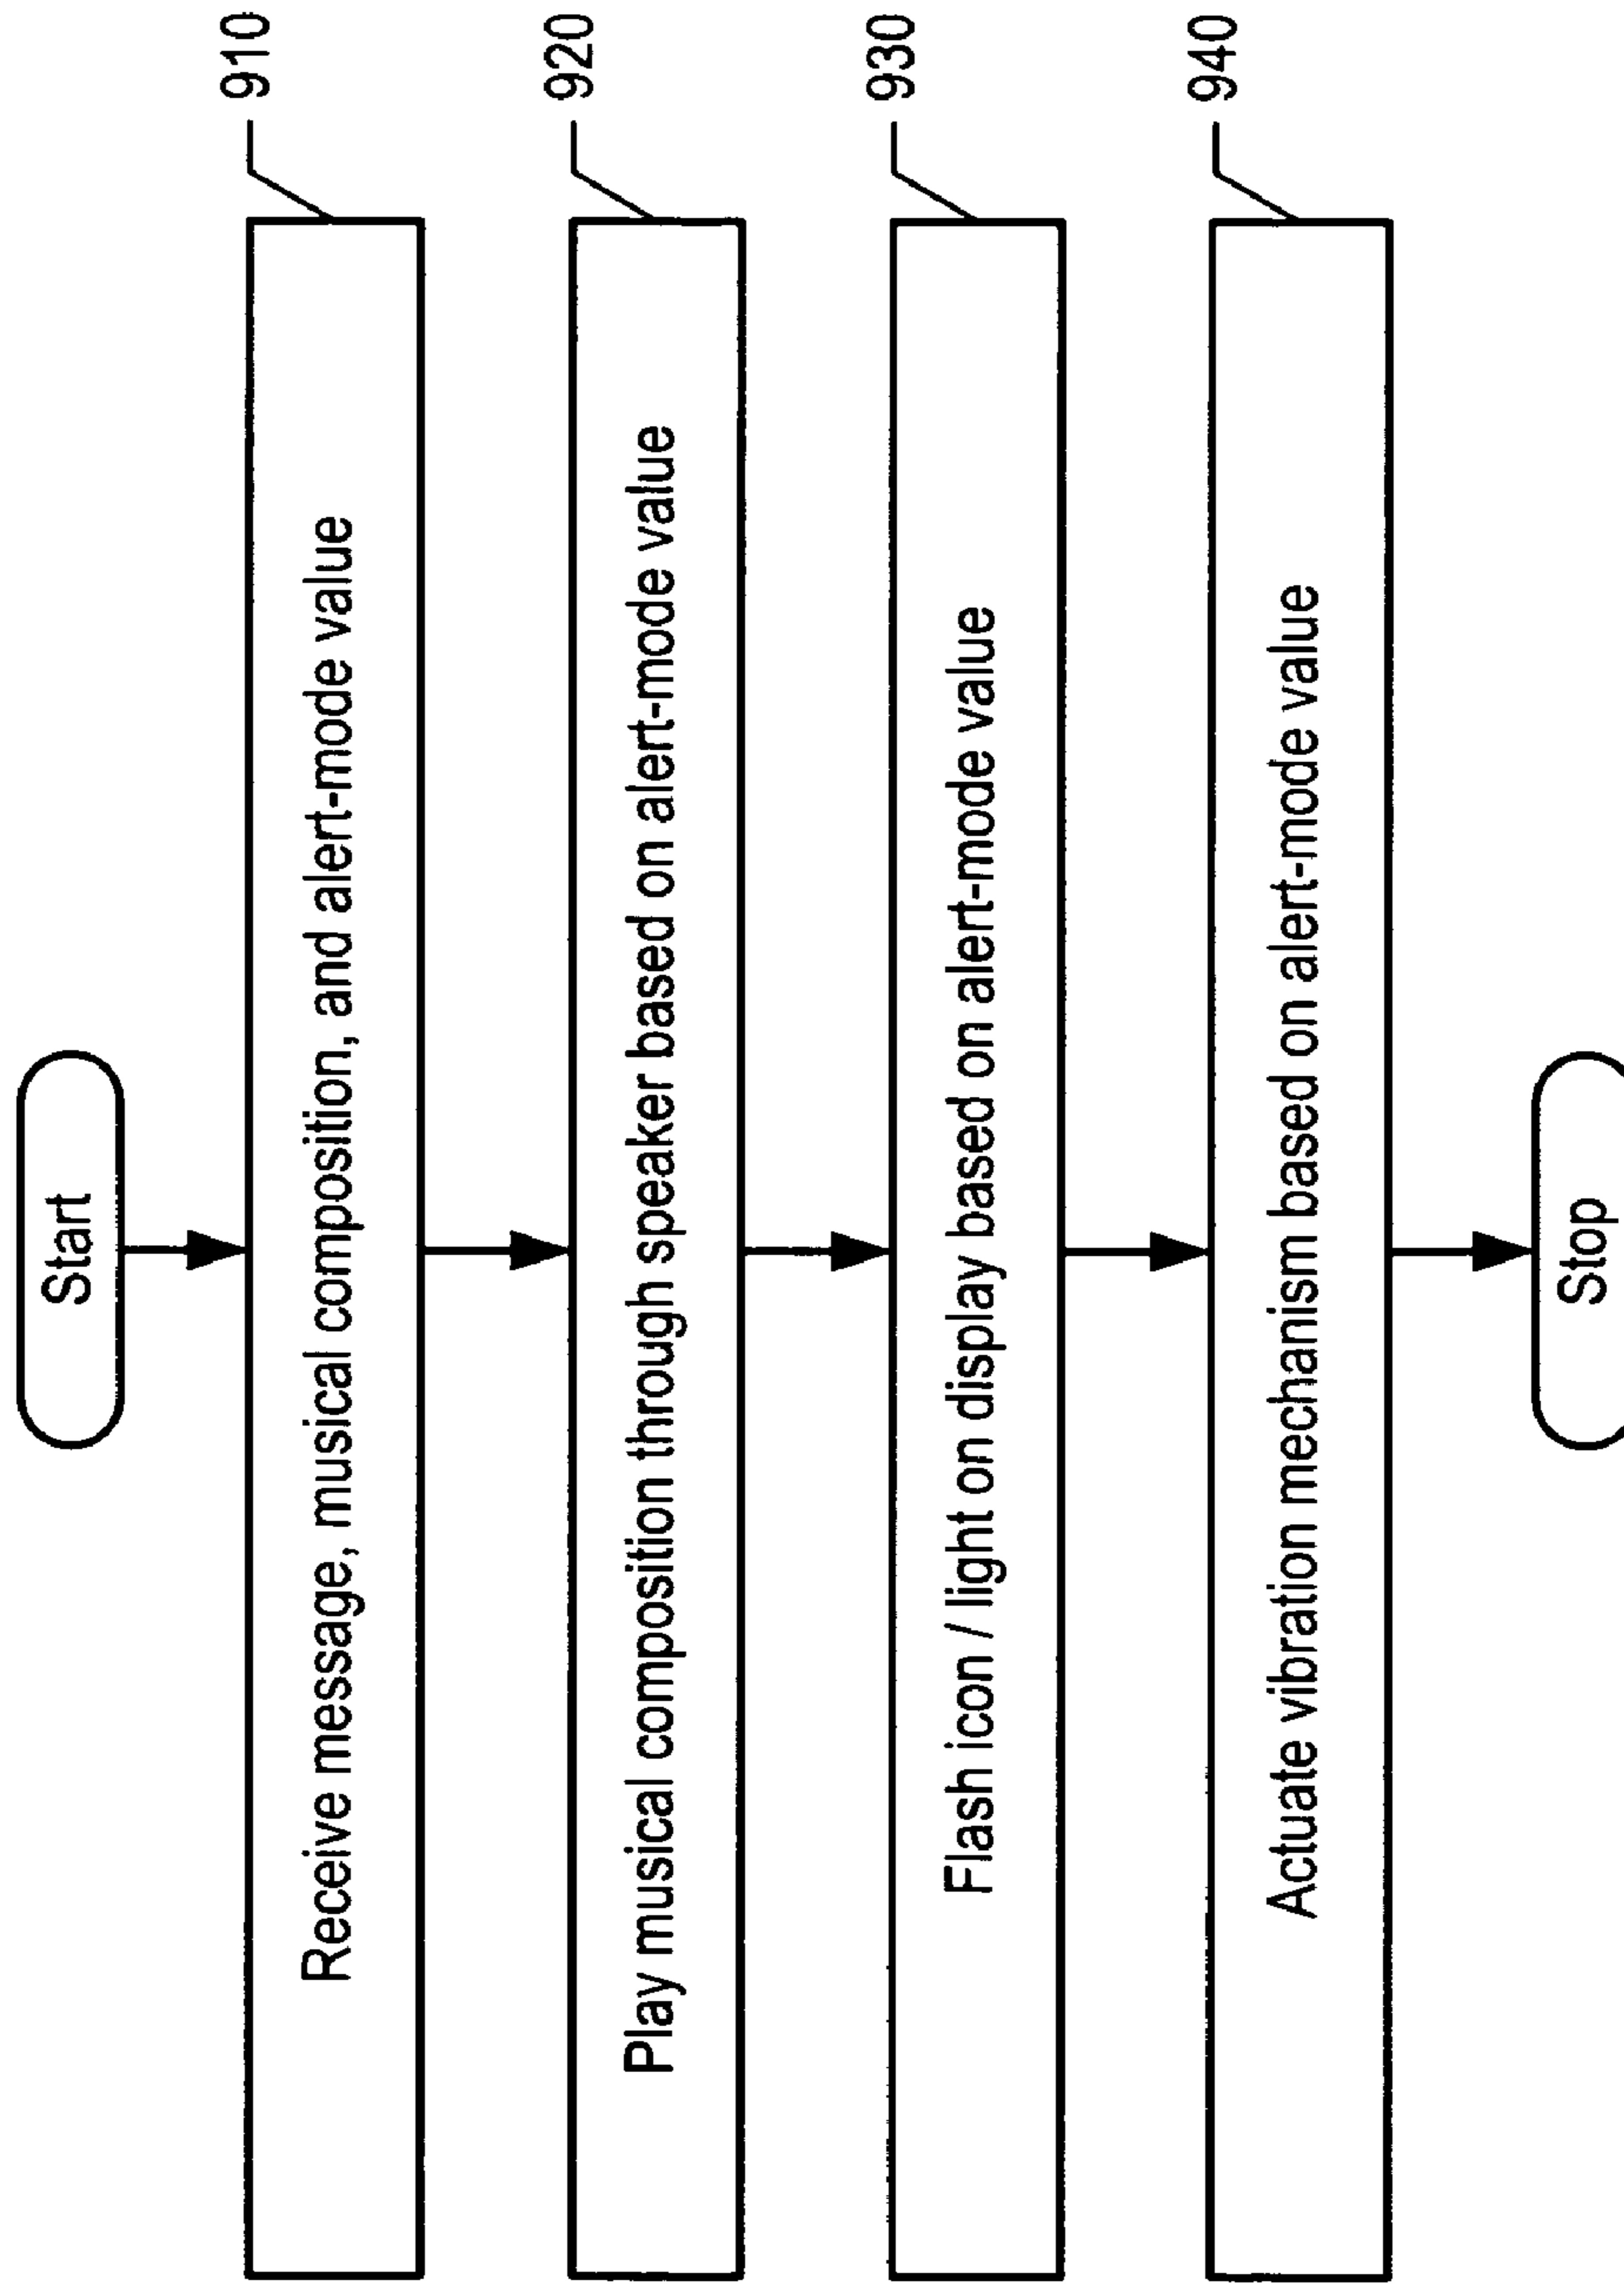 Start
Receive message, musical composition, and alert-mode value
910
Play musical composition through speaker based on alert-mode value
920
Flash icon / light on display based on alert-mode value
930
Actuate vibration mechanism based on alert-mode value
940
Stop